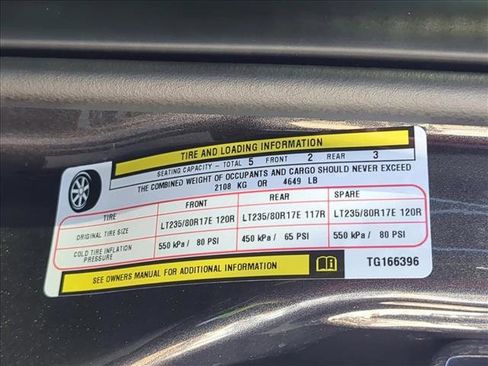 TIRE AND LOADING INFORMATION
SEATING CAPACITY - TOTAL 5 FRONT 2 REAR 3
THE COMBINED WEIGHT OF OCCUPANTS AND CARGO SHOULD NEVER EXCEED
2108 KG OR 4649 LB
TIRE FRONT REAR SPARE
ORIGINAL TIRE SIZE LT235/80R17E 120R LT235/80R17E 117R LT235/80R17E 120R
COLD TIRE INFLATION PRESSURE 550 kPa / 80 PSI 450 kPa / 65 PSI 550 kPa / 80 PSI
SEE OWNERS MANUAL FOR ADDITIONAL INFORMATION
TG166396